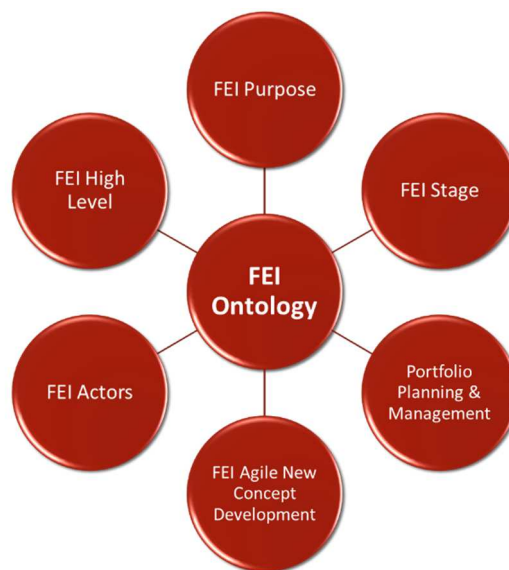 FEI Purpose
FEI High
Level
FEI Stage
FEI
Ontology
FEI Actors
Portfolio
Planning &
Management
FEI Agile New
Concept
Development